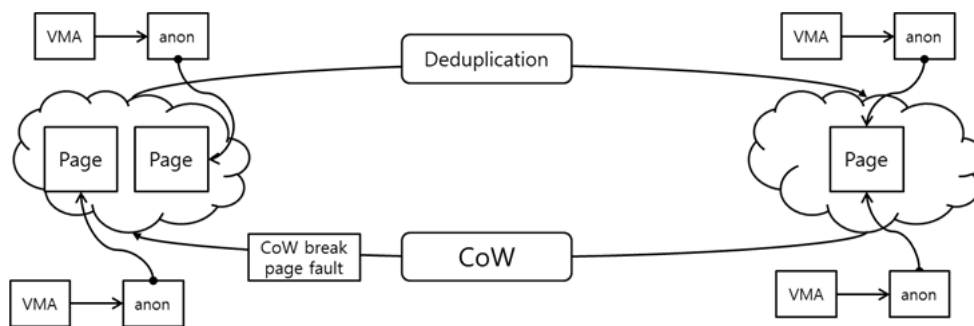 VMA
anon
VMA
anon
Deduplication
Page
Page
Page
CoW break
page fault
CoW
VMA
anon
VMA
anon